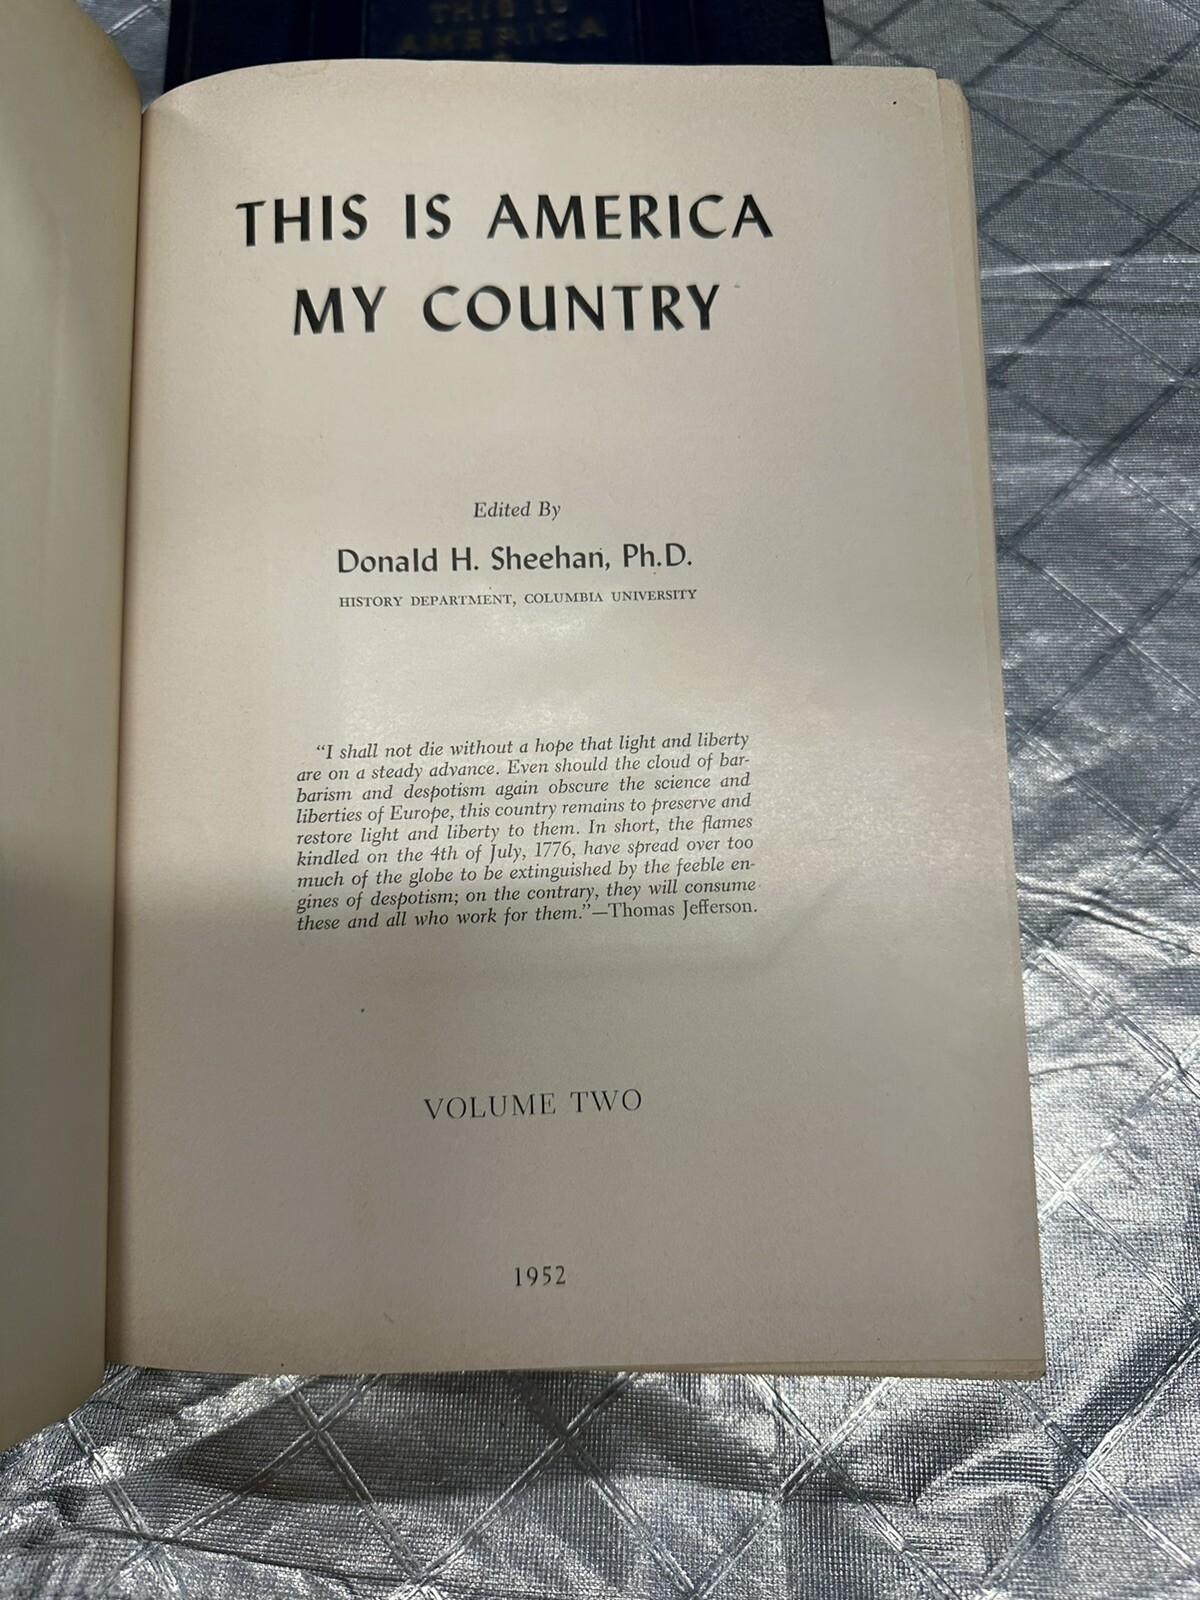 THIS IS
AMERICA
THIS IS AMERICA
MY COUNTRY
Edited By
Donald H. Sheehan, Ph.D.
HISTORY DEPARTMENT, COLUMBIA UNIVERSITY
“I shall not die without a hope that light and liberty
are on a steady advance. Even should the cloud of bar-
barism and despotism again obscure the science and
liberties of Europe, this country remains to preserve and
restore light and liberty to them. In short, the flames
kindled on the 4th of July, 1776, have spread over too
much of the globe to be extinguished by the feeble en-
gines of despotism; on the contrary, they will consume
these and all who work for them.”—Thomas Jefferson.
VOLUME TWO
1952